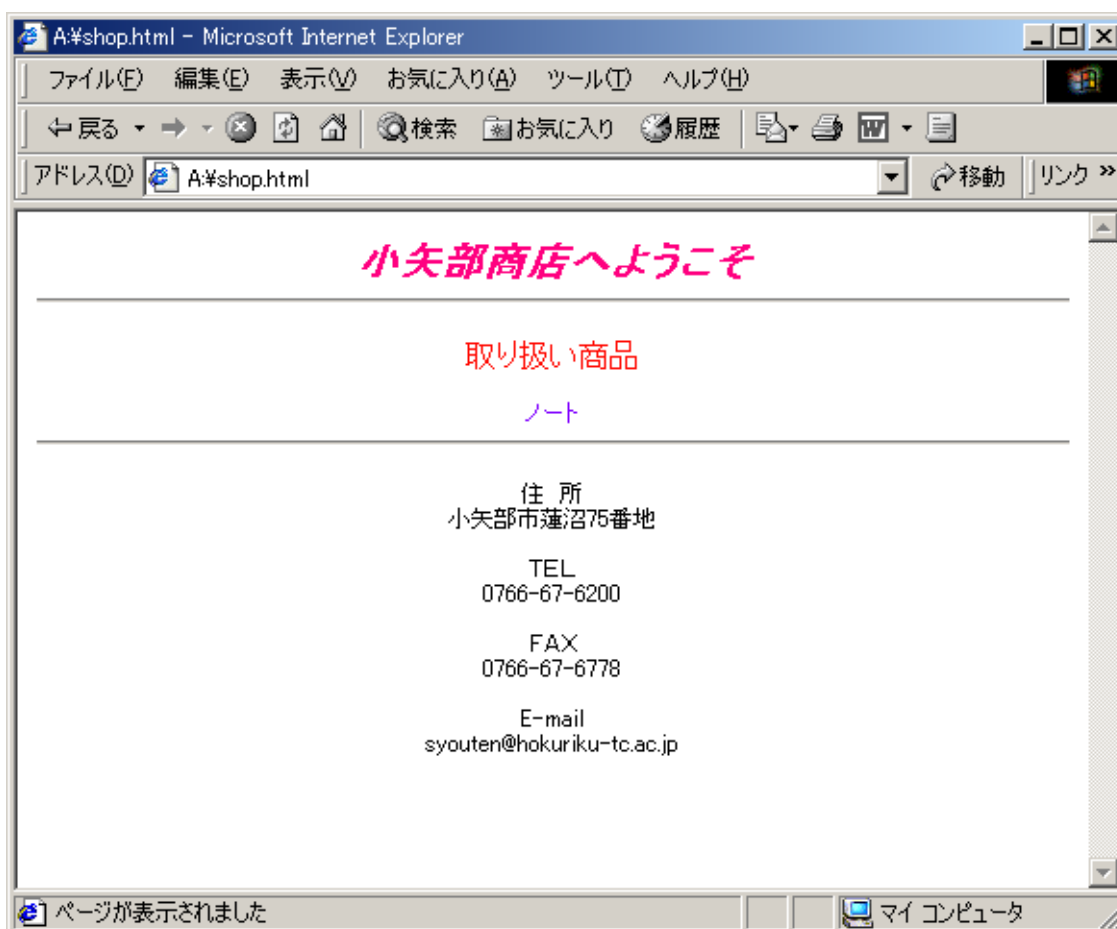 A:¥shop.html - Microsoft Internet Explorer
ファイル(F) 編集(E) 表示(V) お気に入り(A) ツール(T) ヘルプ(H)
戻る 検索 お気に入り 履歴 W
アドレス(D) A:¥shop.html 移動 リンク »
小矢部商店へようこそ
取り扱い商品
ノート
住 所
小矢部市蓮沼75番地
TEL
0766-67-6200
FAX
0766-67-6778
E-mail
syouten@hokuriku-tc.ac.jp
ページが表示されました マイ コンピュータ